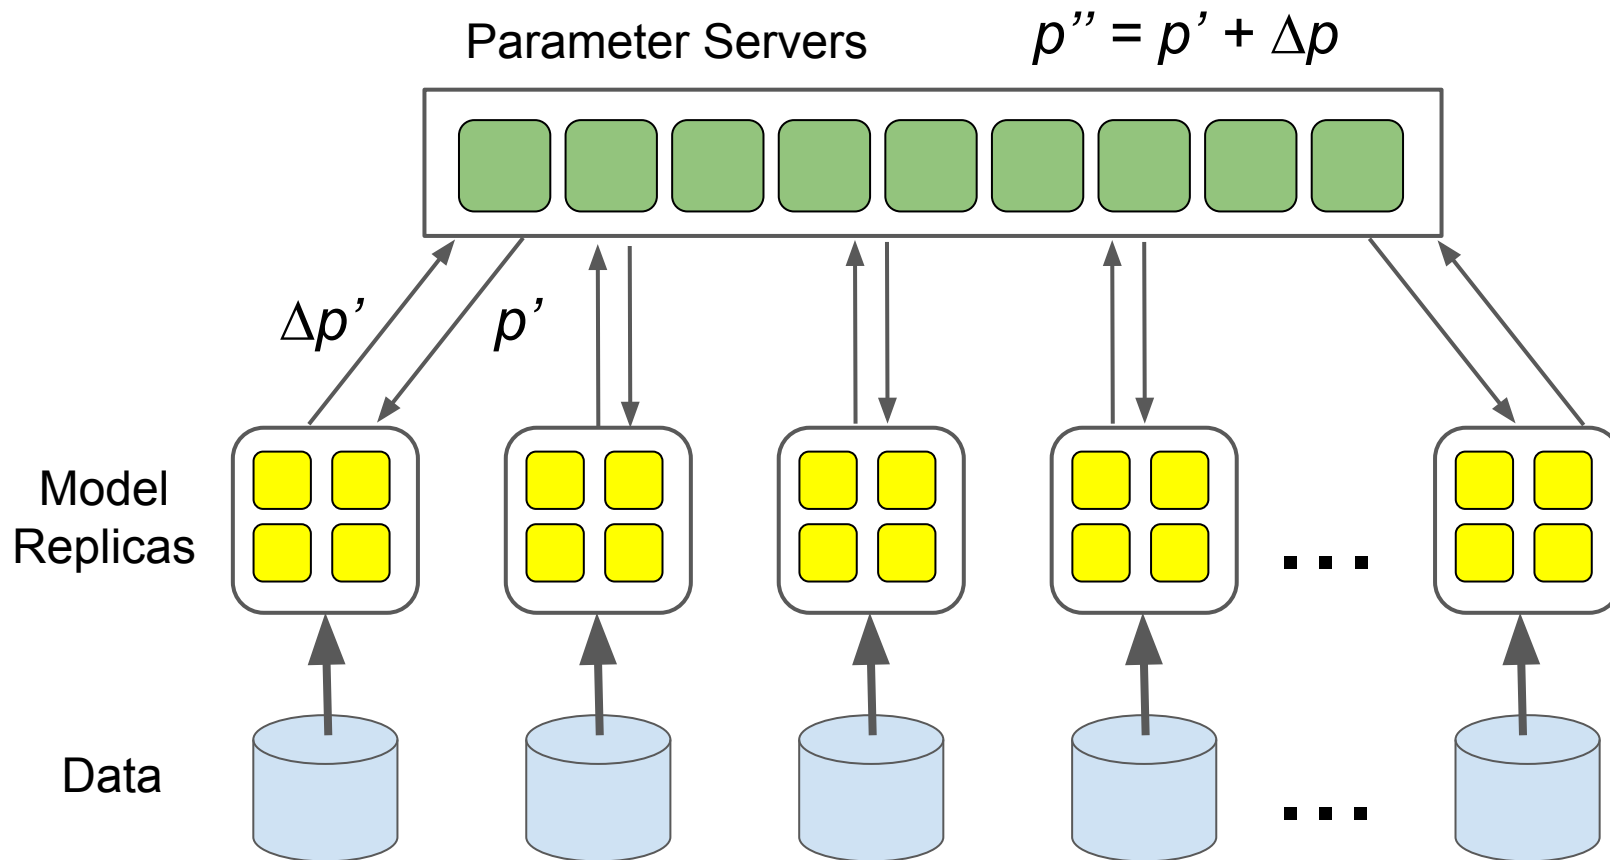 Parameter Servers
p’’ = p’ + Δp
Δp’
p’
Model
Replicas
...
Data
...